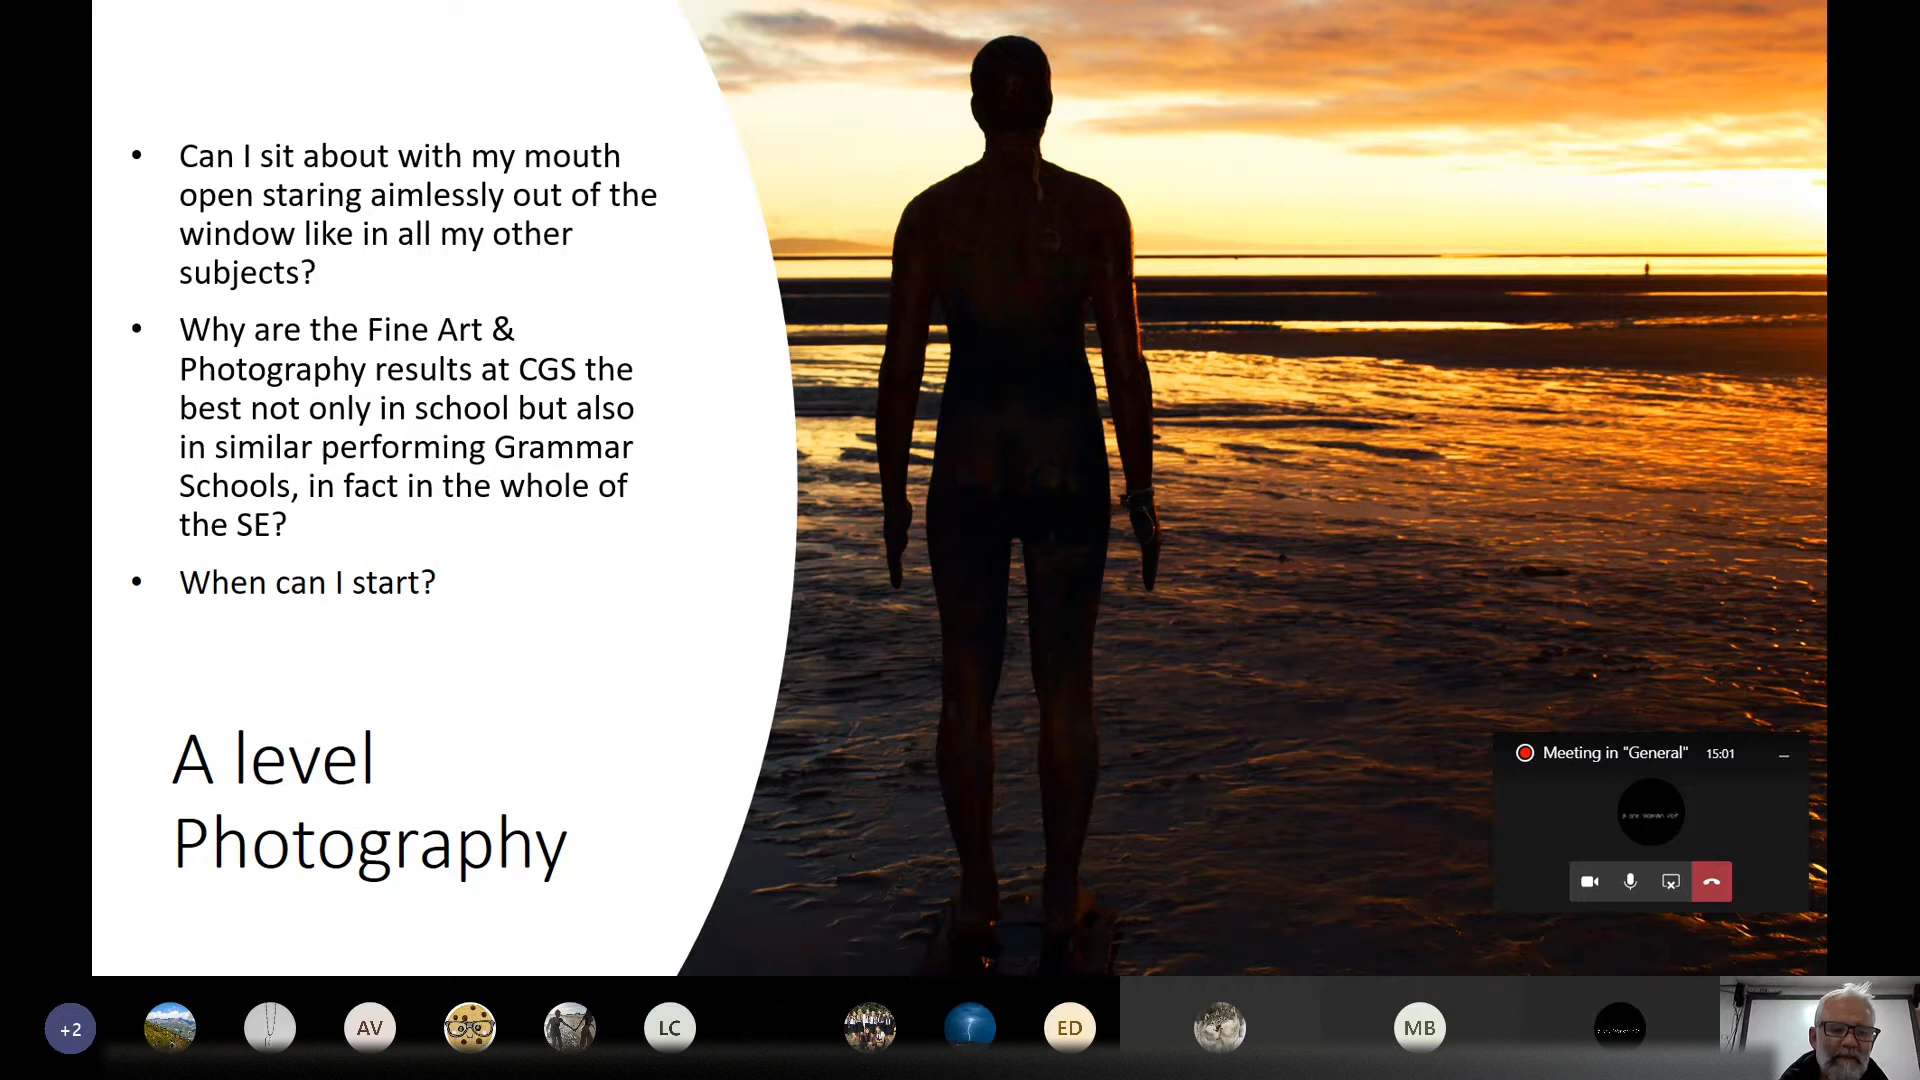 • Can I sit about with my mouth
open staring aimlessly out of the
window like in all my other
subjects?
• Why are the Fine Art &
Photography results at CGS the
best not only in school but also
in similar performing Grammar
Schools, in fact in the whole of
the SE?
• When can I start?
A level
Photography
Meeting in "General" 15:01
+2
AV
LC
ED
MB